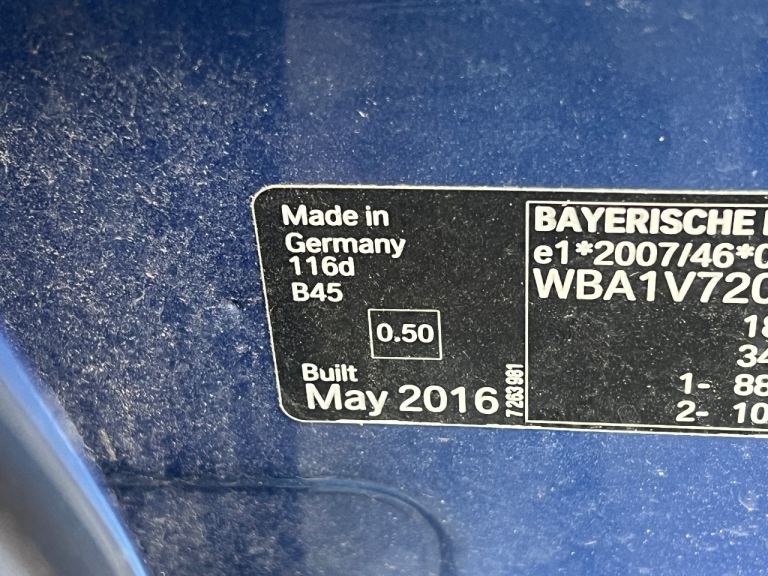 Made in
Germany
116d
B45
0.50
Built
May 2016
7 263 961
BAYERISCHE
e1*2007/46*0
WBA1V720
18
34
1- 88
2- 10